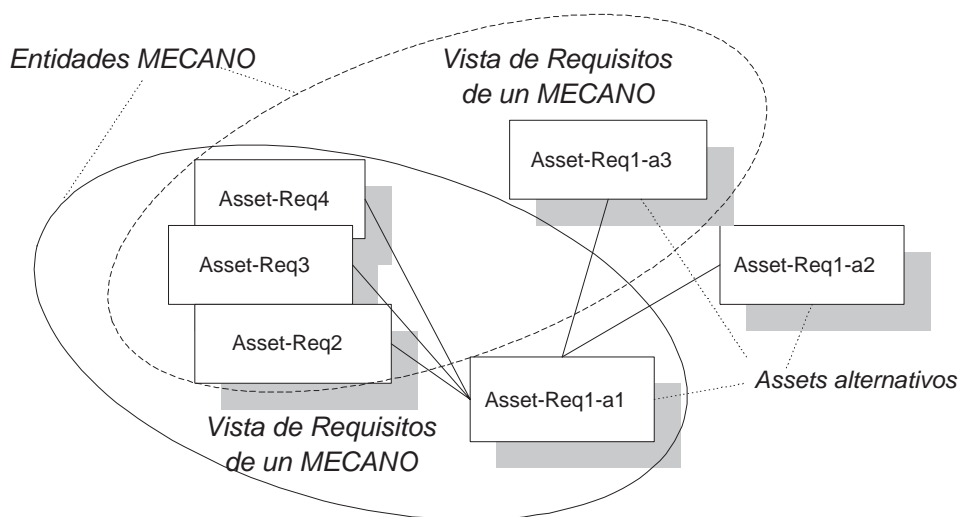 Entidades MECANO
Vista de Requisitos
de un MECANO
Asset-Req1-a3
Asset-Req4
Asset-Req3
Asset-Req1-a2
Asset-Req2
Asset-Req1-a1
Assets alternativos
Vista de Requisitos
de un MECANO